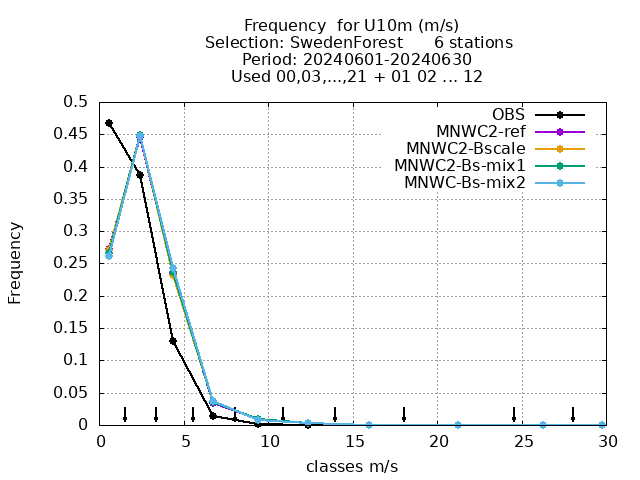 Frequency  for U10m (m/s)
Selection: SwedenForest      6 stations
Period: 20240601-20240630
Used 00,03,...,21 + 01 02 ... 12
0.5
0.45
0.4
0.35
0.3
0.25
0.2
0.15
0.1
0.05
0
Frequency
OBS
MNWC2-ref
MNWC2-Bscale
MNWC2-Bs-mix1
MNWC-Bs-mix2
0 5 10 15 20 25 30
classes m/s